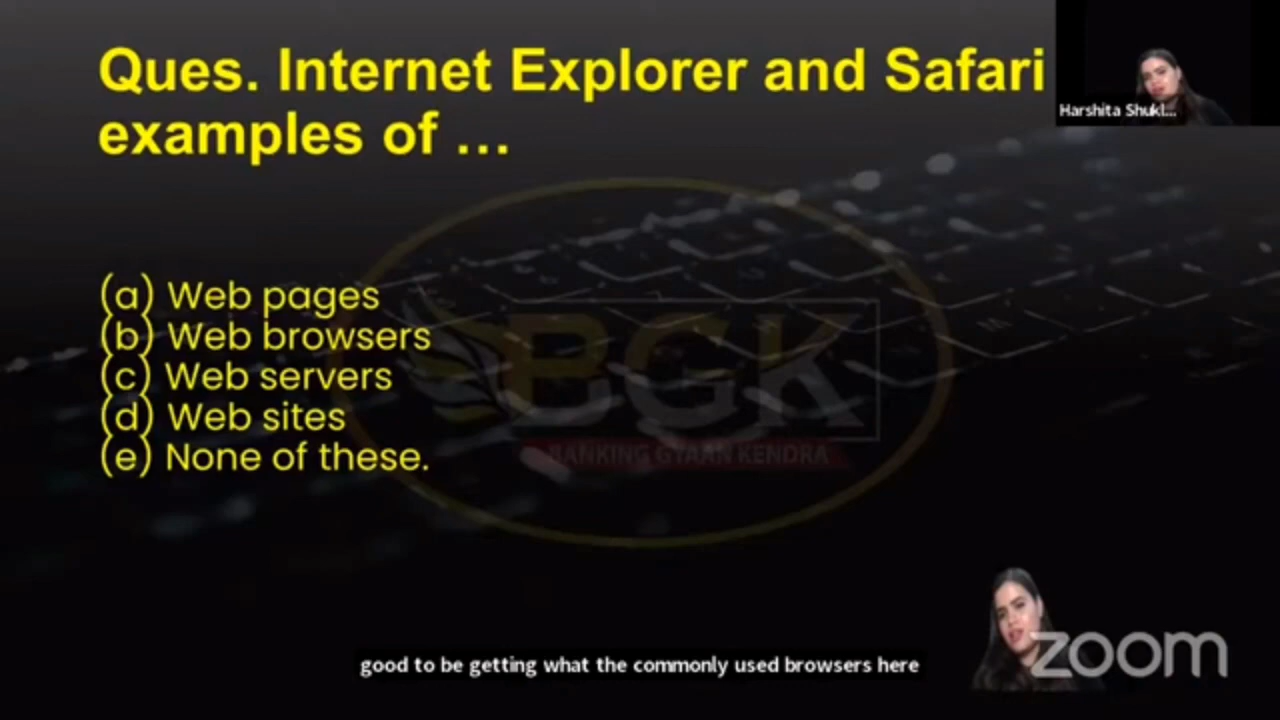 Ques. Internet Explorer and Safari
examples of …
Harshita Shukl...
(a) Web pages
(b) Web browsers
(c) Web servers
(d) Web sites
(e) None of these.
BGK
BANKING GYAAN KENDRA
good to be getting what the commonly used browsers here
zoom